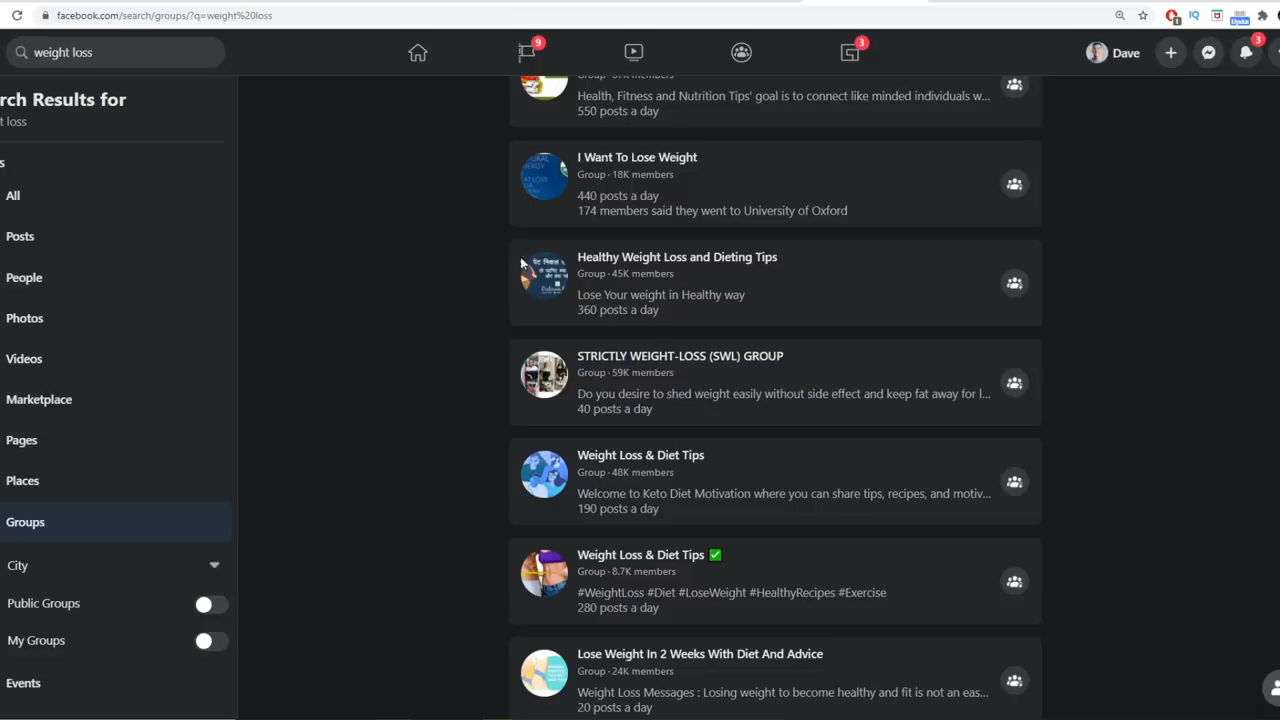 facebook.com/search/groups/?q=weight%20loss
weight loss
9
3
Dave
3
rch Results for
t loss
s
All
Posts
People
Photos
Videos
Marketplace
Pages
Places
Groups
City
Public Groups
My Groups
Events
Health, Fitness and Nutrition Tips' goal is to connect like minded individuals w...
550 posts a day
I Want To Lose Weight
Group · 18K members
440 posts a day
174 members said they went to University of Oxford
Healthy Weight Loss and Dieting Tips
Group · 45K members
Lose Your weight in Healthy way
360 posts a day
STRICTLY WEIGHT-LOSS (SWL) GROUP
Group · 59K members
Do you desire to shed weight easily without side effect and keep fat away for l...
40 posts a day
Weight Loss & Diet Tips
Group · 48K members
Welcome to Keto Diet Motivation where you can share tips, recipes, and motiv...
190 posts a day
Weight Loss & Diet Tips ✅
Group · 8.7K members
#WeightLoss #Diet #LoseWeight #HealthyRecipes #Exercise
280 posts a day
Lose Weight In 2 Weeks With Diet And Advice
Group · 24K members
Weight Loss Messages : Losing weight to become healthy and fit is not an eas...
20 posts a day